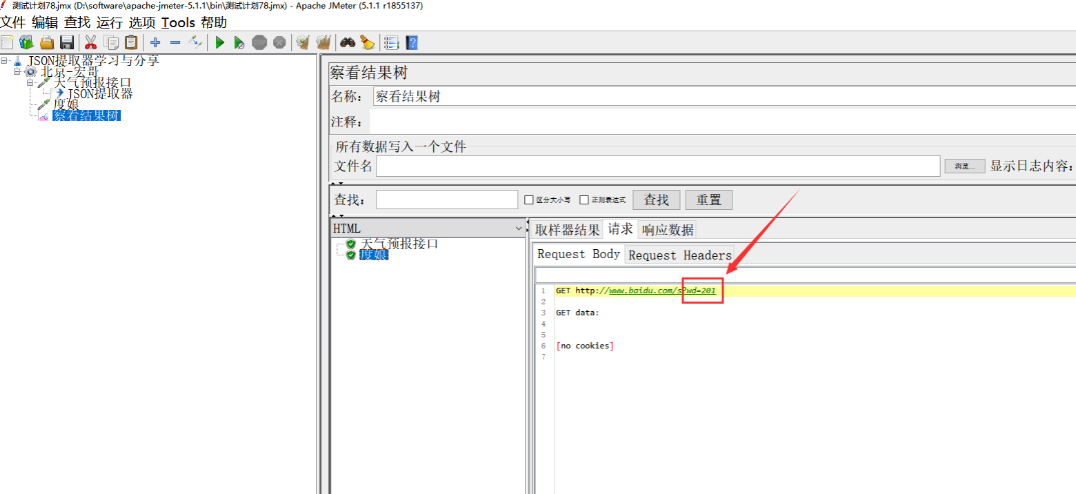 测试计划78.jmx (D:\software\apache-jmeter-5.1.1\bin\测试计划78.jmx) - Apache JMeter (5.1.1 r1855137)
文件 编辑 查找 运行 选项 Tools 帮助
JSON提取器学习与分享
北京-宏哥
天气预报接口
JSON提取器
度娘
察看结果树
察看结果树
名称： 察看结果树
注释：
所有数据写入一个文件
文件名 浏览... 显示日志内容：
查找： 区分大小写 正则表达式 查找 重置
HTML
天气预报接口
度娘
取样器结果 请求 响应数据
Request Body Request Headers
1 GET http://www.baidu.com/s?wd=201
2
3 GET data:
4
5
6 [no cookies]
7